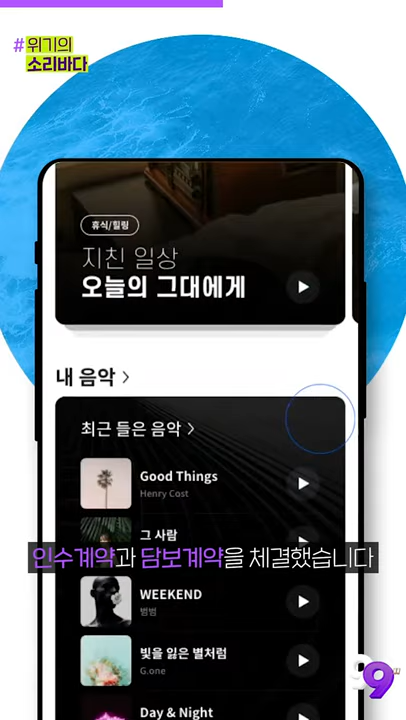 #위기의
소리바다
휴식/힐링
지친 일상
오늘의 그대에게
내 음악 >
최근 들은 음악 >
Good Things
Henry Cost
그 사람
인수계약과 담보계약을 체결했습니다
WEEKEND
범범
빛을 잃은 별처럼
G.one
Day & Night